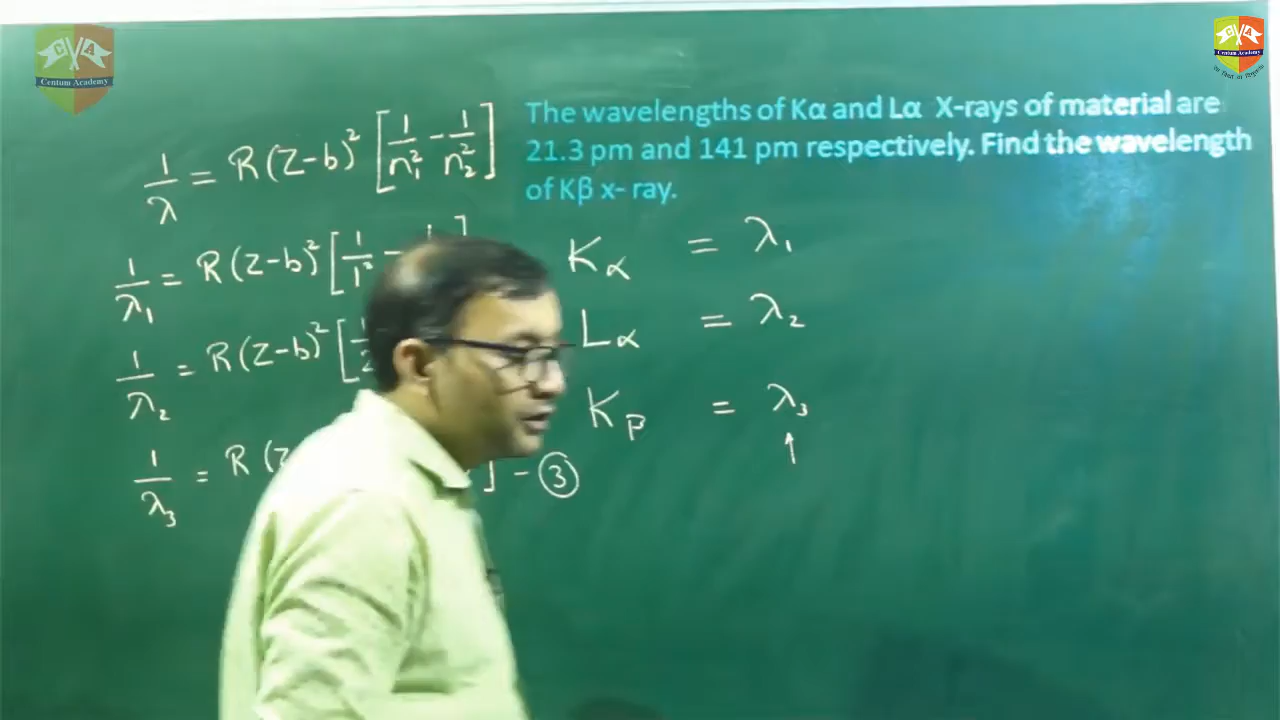 C A
Centum Academy
The wavelengths of Kα and Lα X-rays of material are
21.3 pm and 141 pm respectively. Find the wavelength
of Kβ x- ray.
1/λ = R(Z-b)² [1/n₁² - 1/n₂²]
1/λ₁ = R(Z-b)² [1/1² - 1 ]
1/λ₂ = R(Z-b)² [
1/λ₃ = R(Z ] - ③
Kα = λ₁
Lα = λ₂
Kβ = λ₃
↑